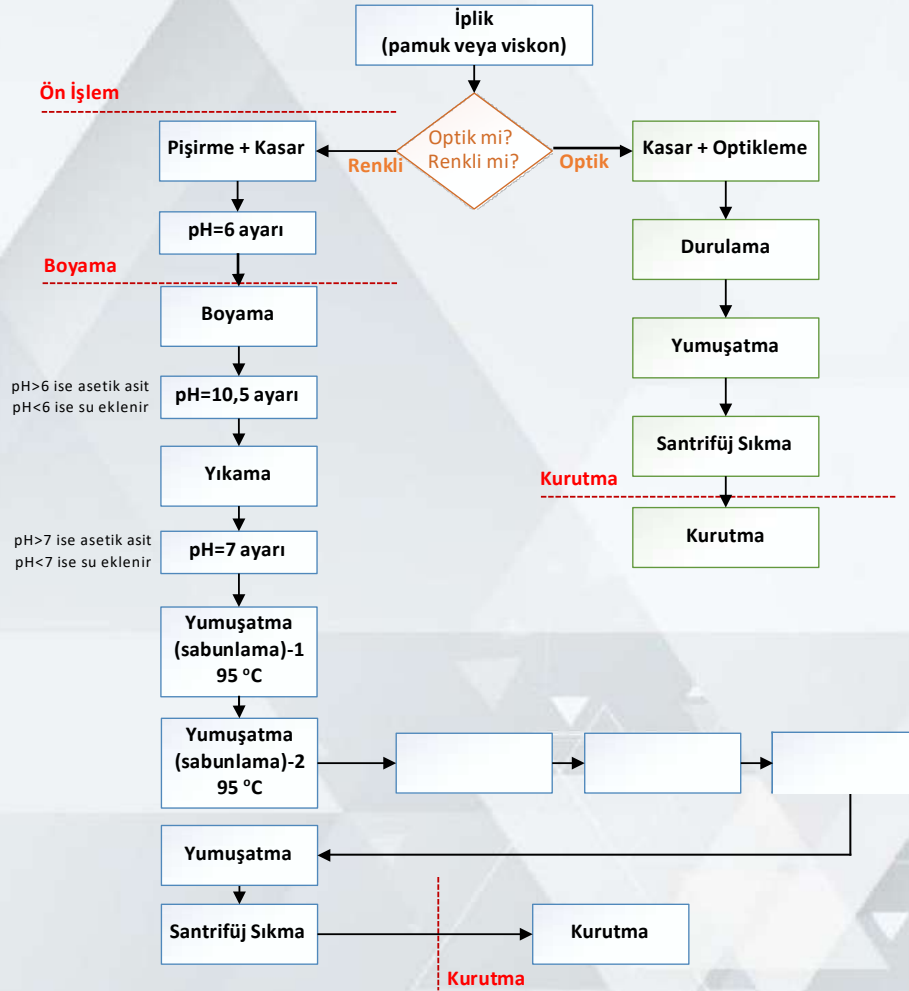 İplik
(pamuk veya viskon)
Ön İşlem
Pişirme + Kasar
Renkli
Optik mi?
Renkli mi?
Optik
Kasar + Optikleme
pH=6 ayarı
Durulama
Boyama
Boyama
Yumuşatma
pH>6 ise asetik asit
pH<6 ise su eklenir
pH=10,5 ayarı
Santrifüj Sıkma
Yıkama
Kurutma
Kurutma
pH>7 ise asetik asit
pH<7 ise su eklenir
pH=7 ayarı
Yumuşatma
(sabunlama)-1
95 °C
Yumuşatma
(sabunlama)-2
95 °C
Yumuşatma
Santrifüj Sıkma
Kurutma
Kurutma